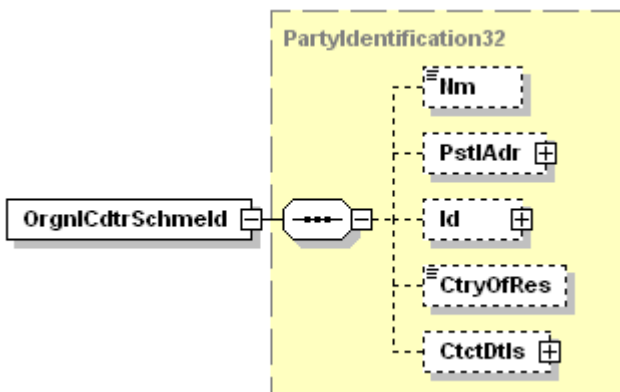 PartyIdentification32
Nm
PstlAdr
OrgnlCdtrSchmeId
Id
CtryOfRes
CtctDtls